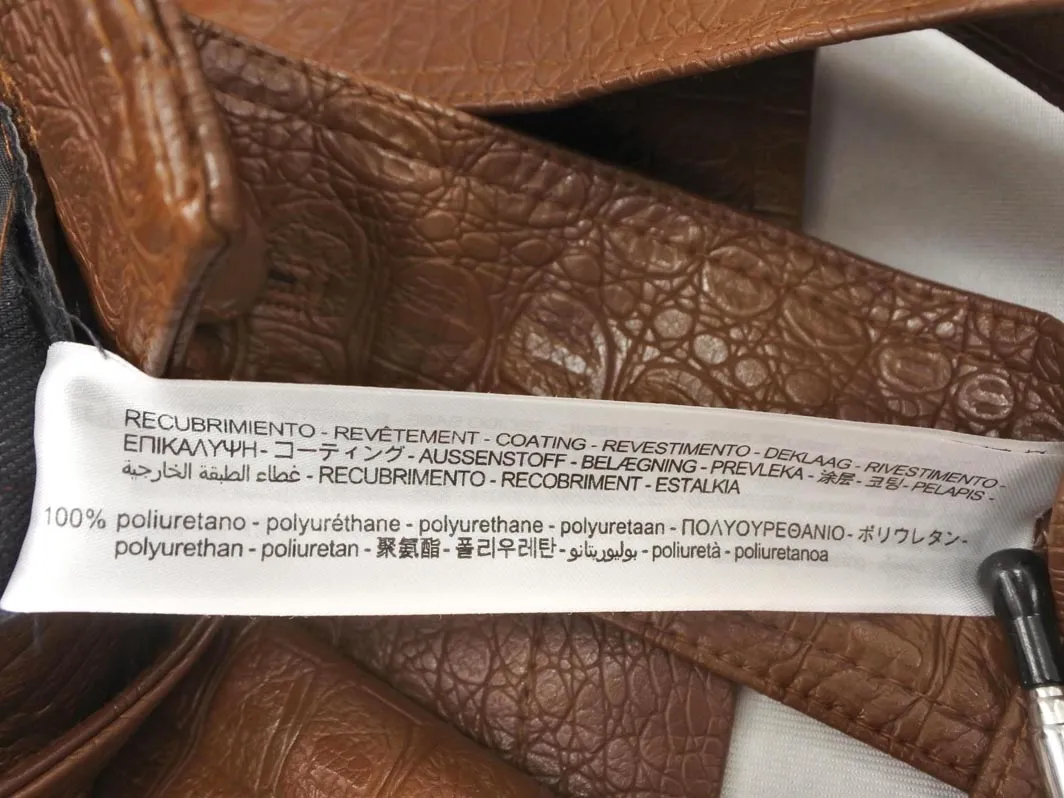 RECUBRIMIENTO - REVÊTEMENT - COATING - REVESTIMENTO - DEKLAAG - RIVESTIMENTO -
ΕΠΙΚΑΛΥΨΗ - コーティング - AUSSENSTOFF - BELÆGNING - PREVLEKA - 涂层 - 코팅 - PELAPIS -
غطاء الطبقة الخارجية - RECUBRIMENTO - RECOBRIMENT - ESTALKIA
100% poliuretano - polyuréthane - polyurethane - polyuretaan - ΠΟΛΥΟΥΡΕΘΑΝΙΟ - ポリウレタン -
polyurethan - poliuretan - 聚氨酯 - 폴리우레탄 - بوليوريتانو - poliuretà - poliuretanoa